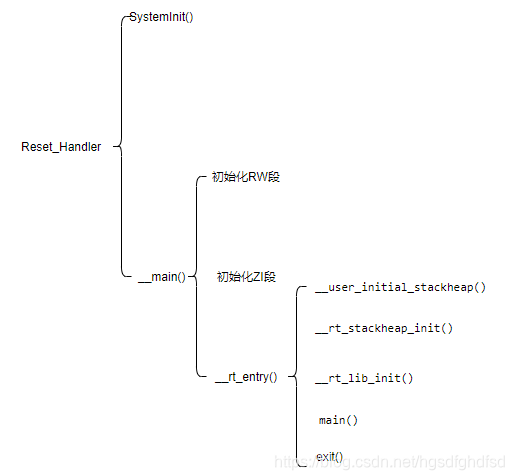 SystemInit()
Reset_Handler
初始化RW段
__main()
初始化ZI段
__user_initial_stackheap()
__rt_stackheap_init()
__rt_entry()
__rt_lib_init()
main()
exit()
https://blog.csdn.net/hgsdfghdfsd